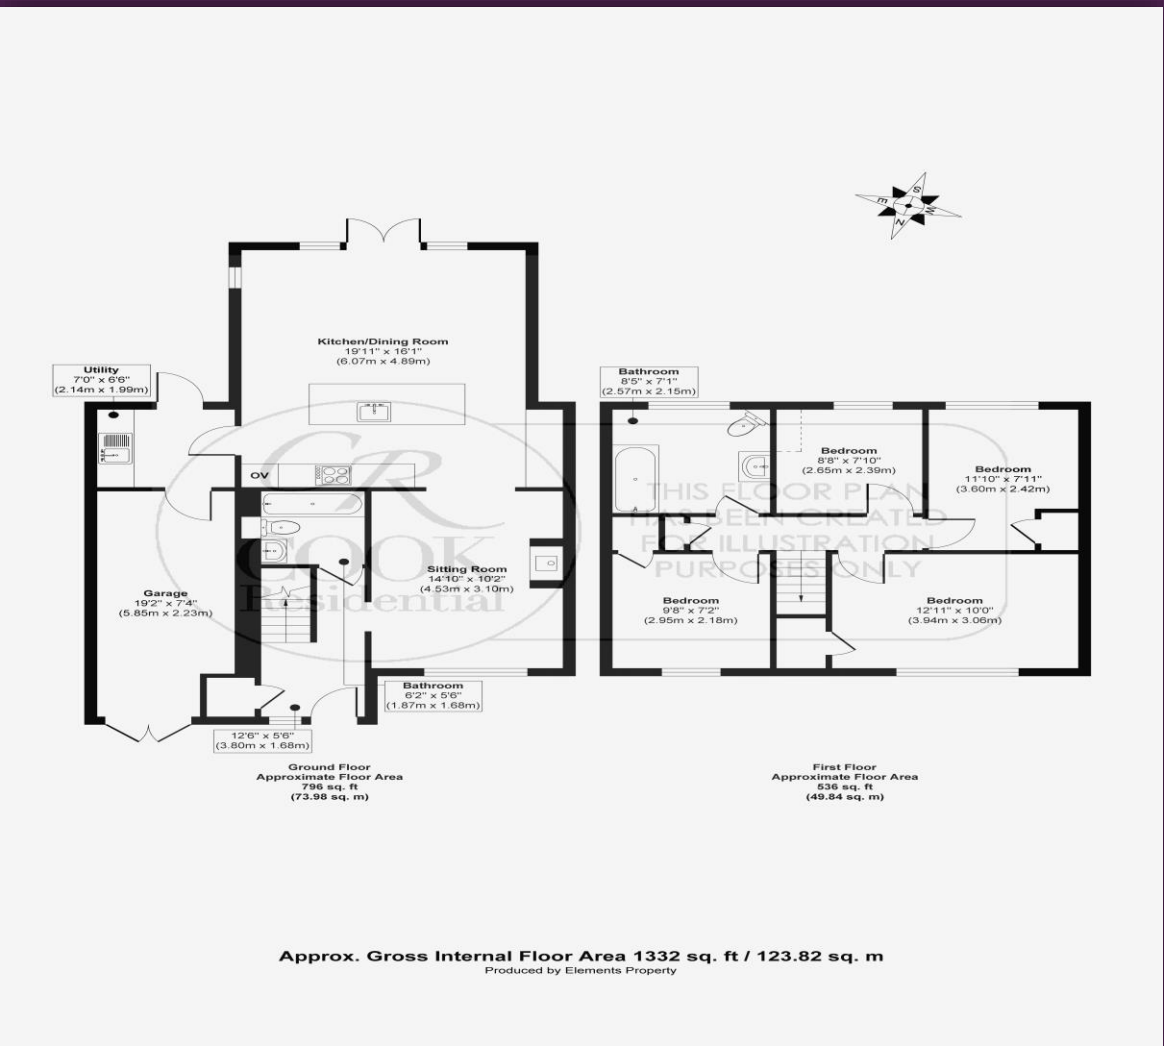 S
E
W
N
Kitchen/Dining Room
19'11" x 16'1"
(6.07m x 4.89m)
Utility
7'0" x 6'6"
(2.14m x 1.99m)
OV
Garage
19'2" x 7'4"
(5.85m x 2.23m)
Sitting Room
14'10" x 10'2"
(4.53m x 3.10m)
Bathroom
6'2" x 5'6"
(1.87m x 1.68m)
12'6" x 5'6"
(3.80m x 1.68m)
CR
COOK
Residential
Ground Floor
Approximate Floor Area
796 sq. ft
(73.98 sq. m)
Bathroom
8'5" x 7'1"
(2.57m x 2.15m)
Bedroom
8'8" x 7'10"
(2.65m x 2.39m)
Bedroom
11'10" x 7'11"
(3.60m x 2.42m)
THIS FLOOR PLAN
HAS BEEN CREATED
FOR ILLUSTRATION
PURPOSES ONLY
Bedroom
9'8" x 7'2"
(2.95m x 2.18m)
Bedroom
12'11" x 10'0"
(3.94m x 3.06m)
First Floor
Approximate Floor Area
536 sq. ft
(49.84 sq. m)
Approx. Gross Internal Floor Area 1332 sq. ft / 123.82 sq. m
Produced by Elements Property